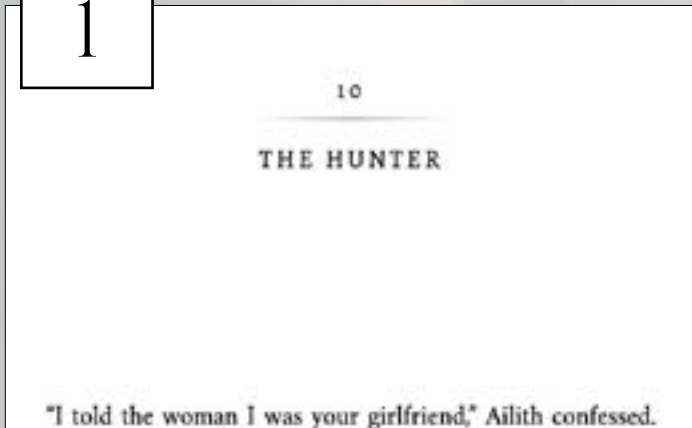 1
10
THE HUNTER
"I told the woman I was your girlfriend," Ailith confessed.